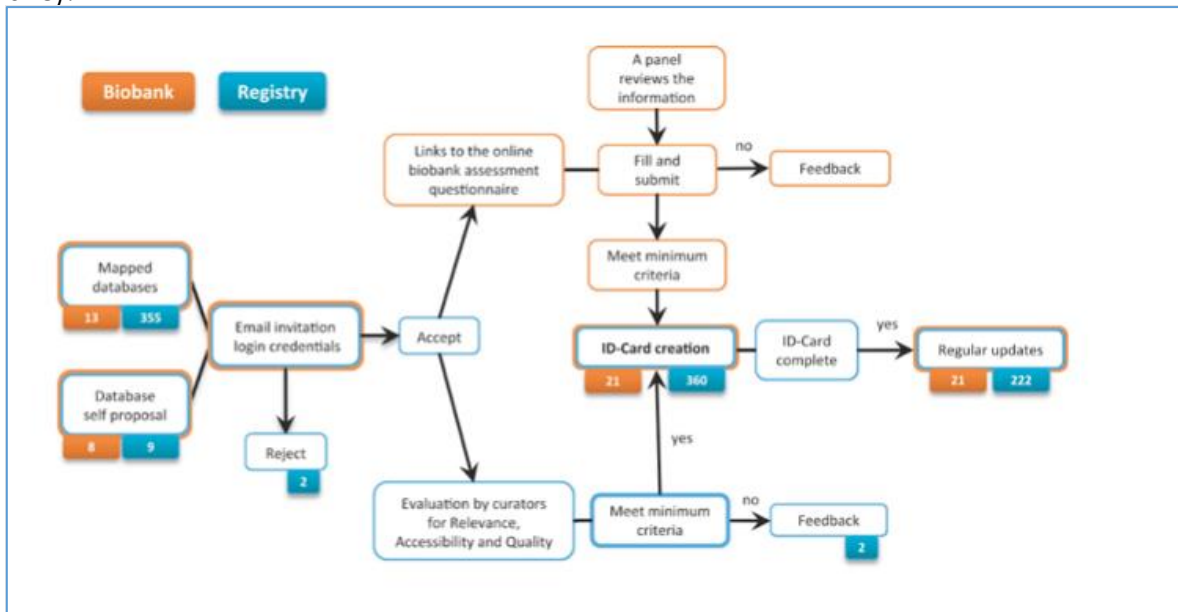 Biobank
Registry
A panel
reviews the
information
Links to the online
biobank assessment
questionnaire
Fill and
submit
no
Feedback
Mapped
databases
13
355
Meet minimum
criteria
Email invitation
login credentials
Accept
ID-Card creation
21
360
ID-Card
complete
yes
Regular updates
21
222
Database
self proposal
8
9
Reject
2
yes
Evaluation by curators
for Relevance,
Accessibility and Quality
Meet minimum
criteria
no
Feedback
2